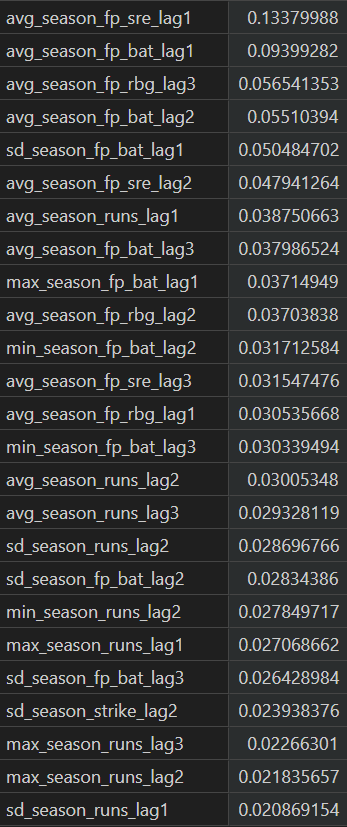 avg_season_fp_sre_lag1 0.13379988
avg_season_fp_bat_lag1 0.09399282
avg_season_fp_rbg_lag3 0.056541353
avg_season_fp_bat_lag2 0.05510394
sd_season_fp_bat_lag1 0.050484702
avg_season_fp_sre_lag2 0.047941264
avg_season_runs_lag1 0.038750663
avg_season_fp_bat_lag3 0.037986524
max_season_fp_bat_lag1 0.03714949
avg_season_fp_rbg_lag2 0.03703838
min_season_fp_bat_lag2 0.031712584
avg_season_fp_sre_lag3 0.031547476
avg_season_fp_rbg_lag1 0.030535668
min_season_fp_bat_lag3 0.030339494
avg_season_runs_lag2 0.03005348
avg_season_runs_lag3 0.029328119
sd_season_runs_lag2 0.028696766
sd_season_fp_bat_lag2 0.02834386
min_season_runs_lag2 0.027849717
max_season_runs_lag1 0.027068662
sd_season_fp_bat_lag3 0.026428984
sd_season_strike_lag2 0.023938376
max_season_runs_lag3 0.02266301
max_season_runs_lag2 0.021835657
sd_season_runs_lag1 0.020869154